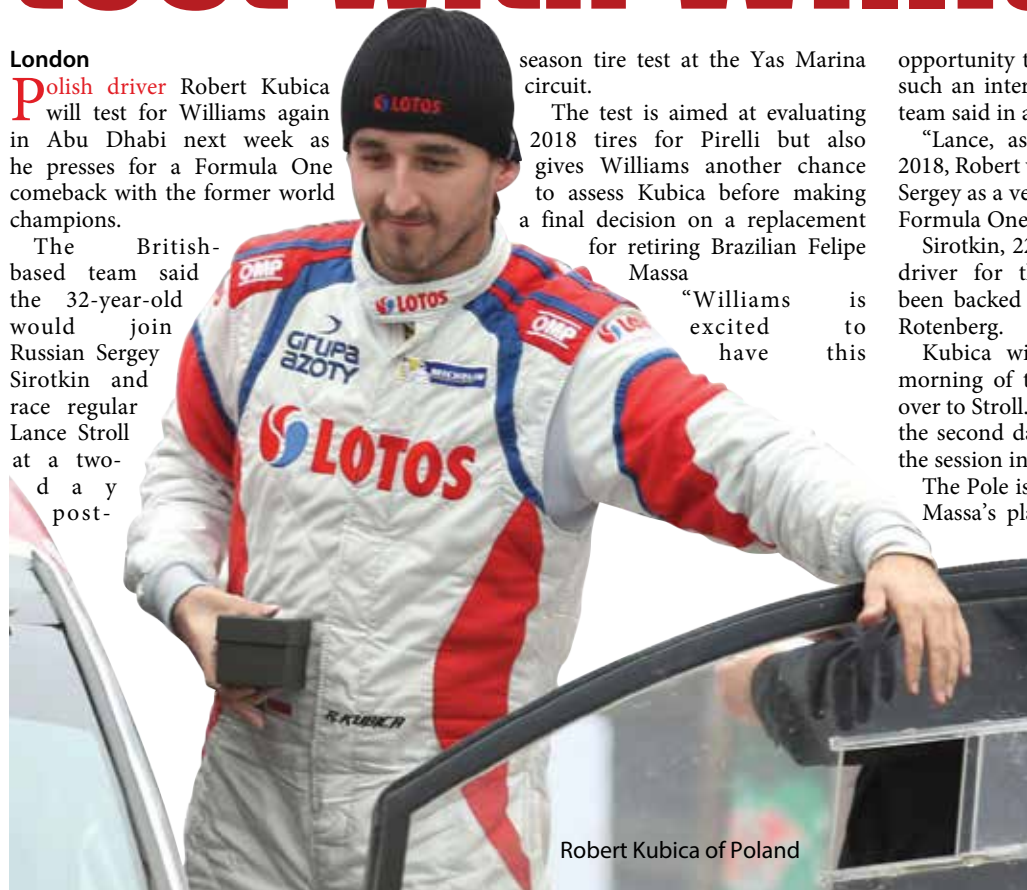 London
Polish driver Robert Kubica
will test for Williams again
in Abu Dhabi next week as
he presses for a Formula One
comeback with the former world
champions.
The British-
based team said
the 32-year-old
would join
Russian Sergey
Sirotkin and
race regular
Lance Stroll
at a two-
day
post-
season tire test at the Yas Marina
circuit.
The test is aimed at evaluating
2018 tires for Pirelli but also
gives Williams another chance
to assess Kubica before making
a final decision on a replacement
for retiring Brazilian Felipe
Massa
"Williams is
excited to
have this
opportunity
such an
team said in
"Lance, as
2018, Robert
Sergey as a
Formula One
Sirotkin,
driver for
been backed
Rotenberg.
Kubica
morning of
over to Stroll.
the second
the session
The Pole is
Massa's
LOTOS
LOTOS
OMP
OMP
GRUPA
AZOTY
MICHELIN
LOTOS
R.KUBICA
Robert Kubica of Poland